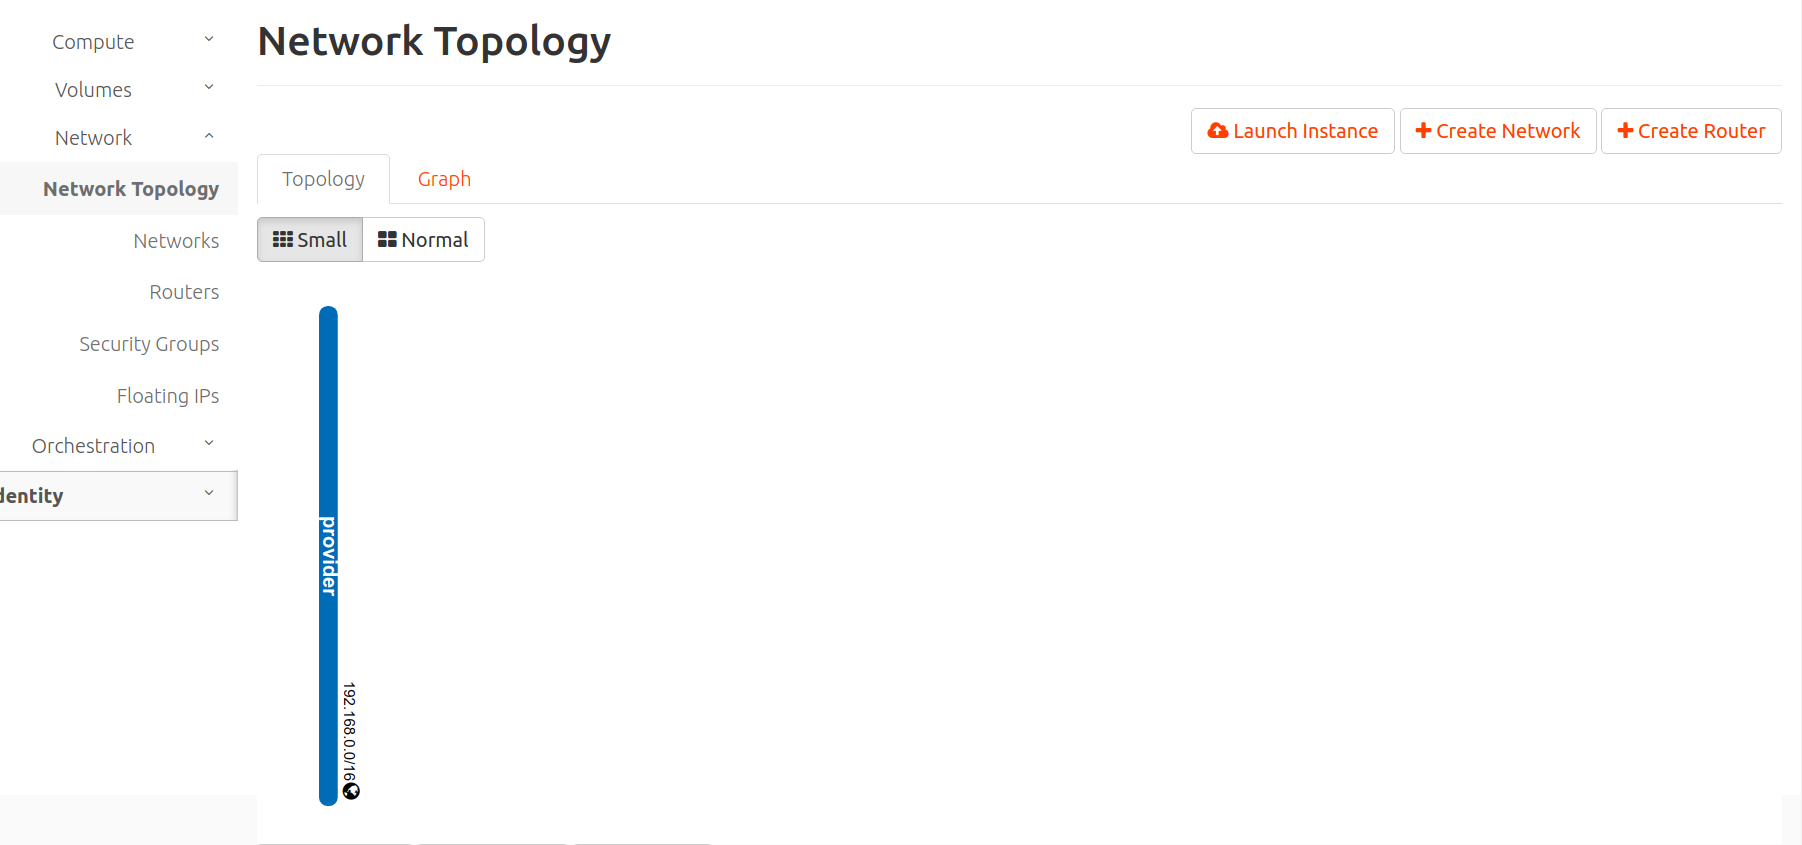 Compute
Volumes
Network
Network Topology
Networks
Routers
Security Groups
Floating IPs
Orchestration
dentity
Network Topology
Launch Instance
Create Network
Create Router
Topology
Graph
Small
Normal
provider
192.168.0.0/16